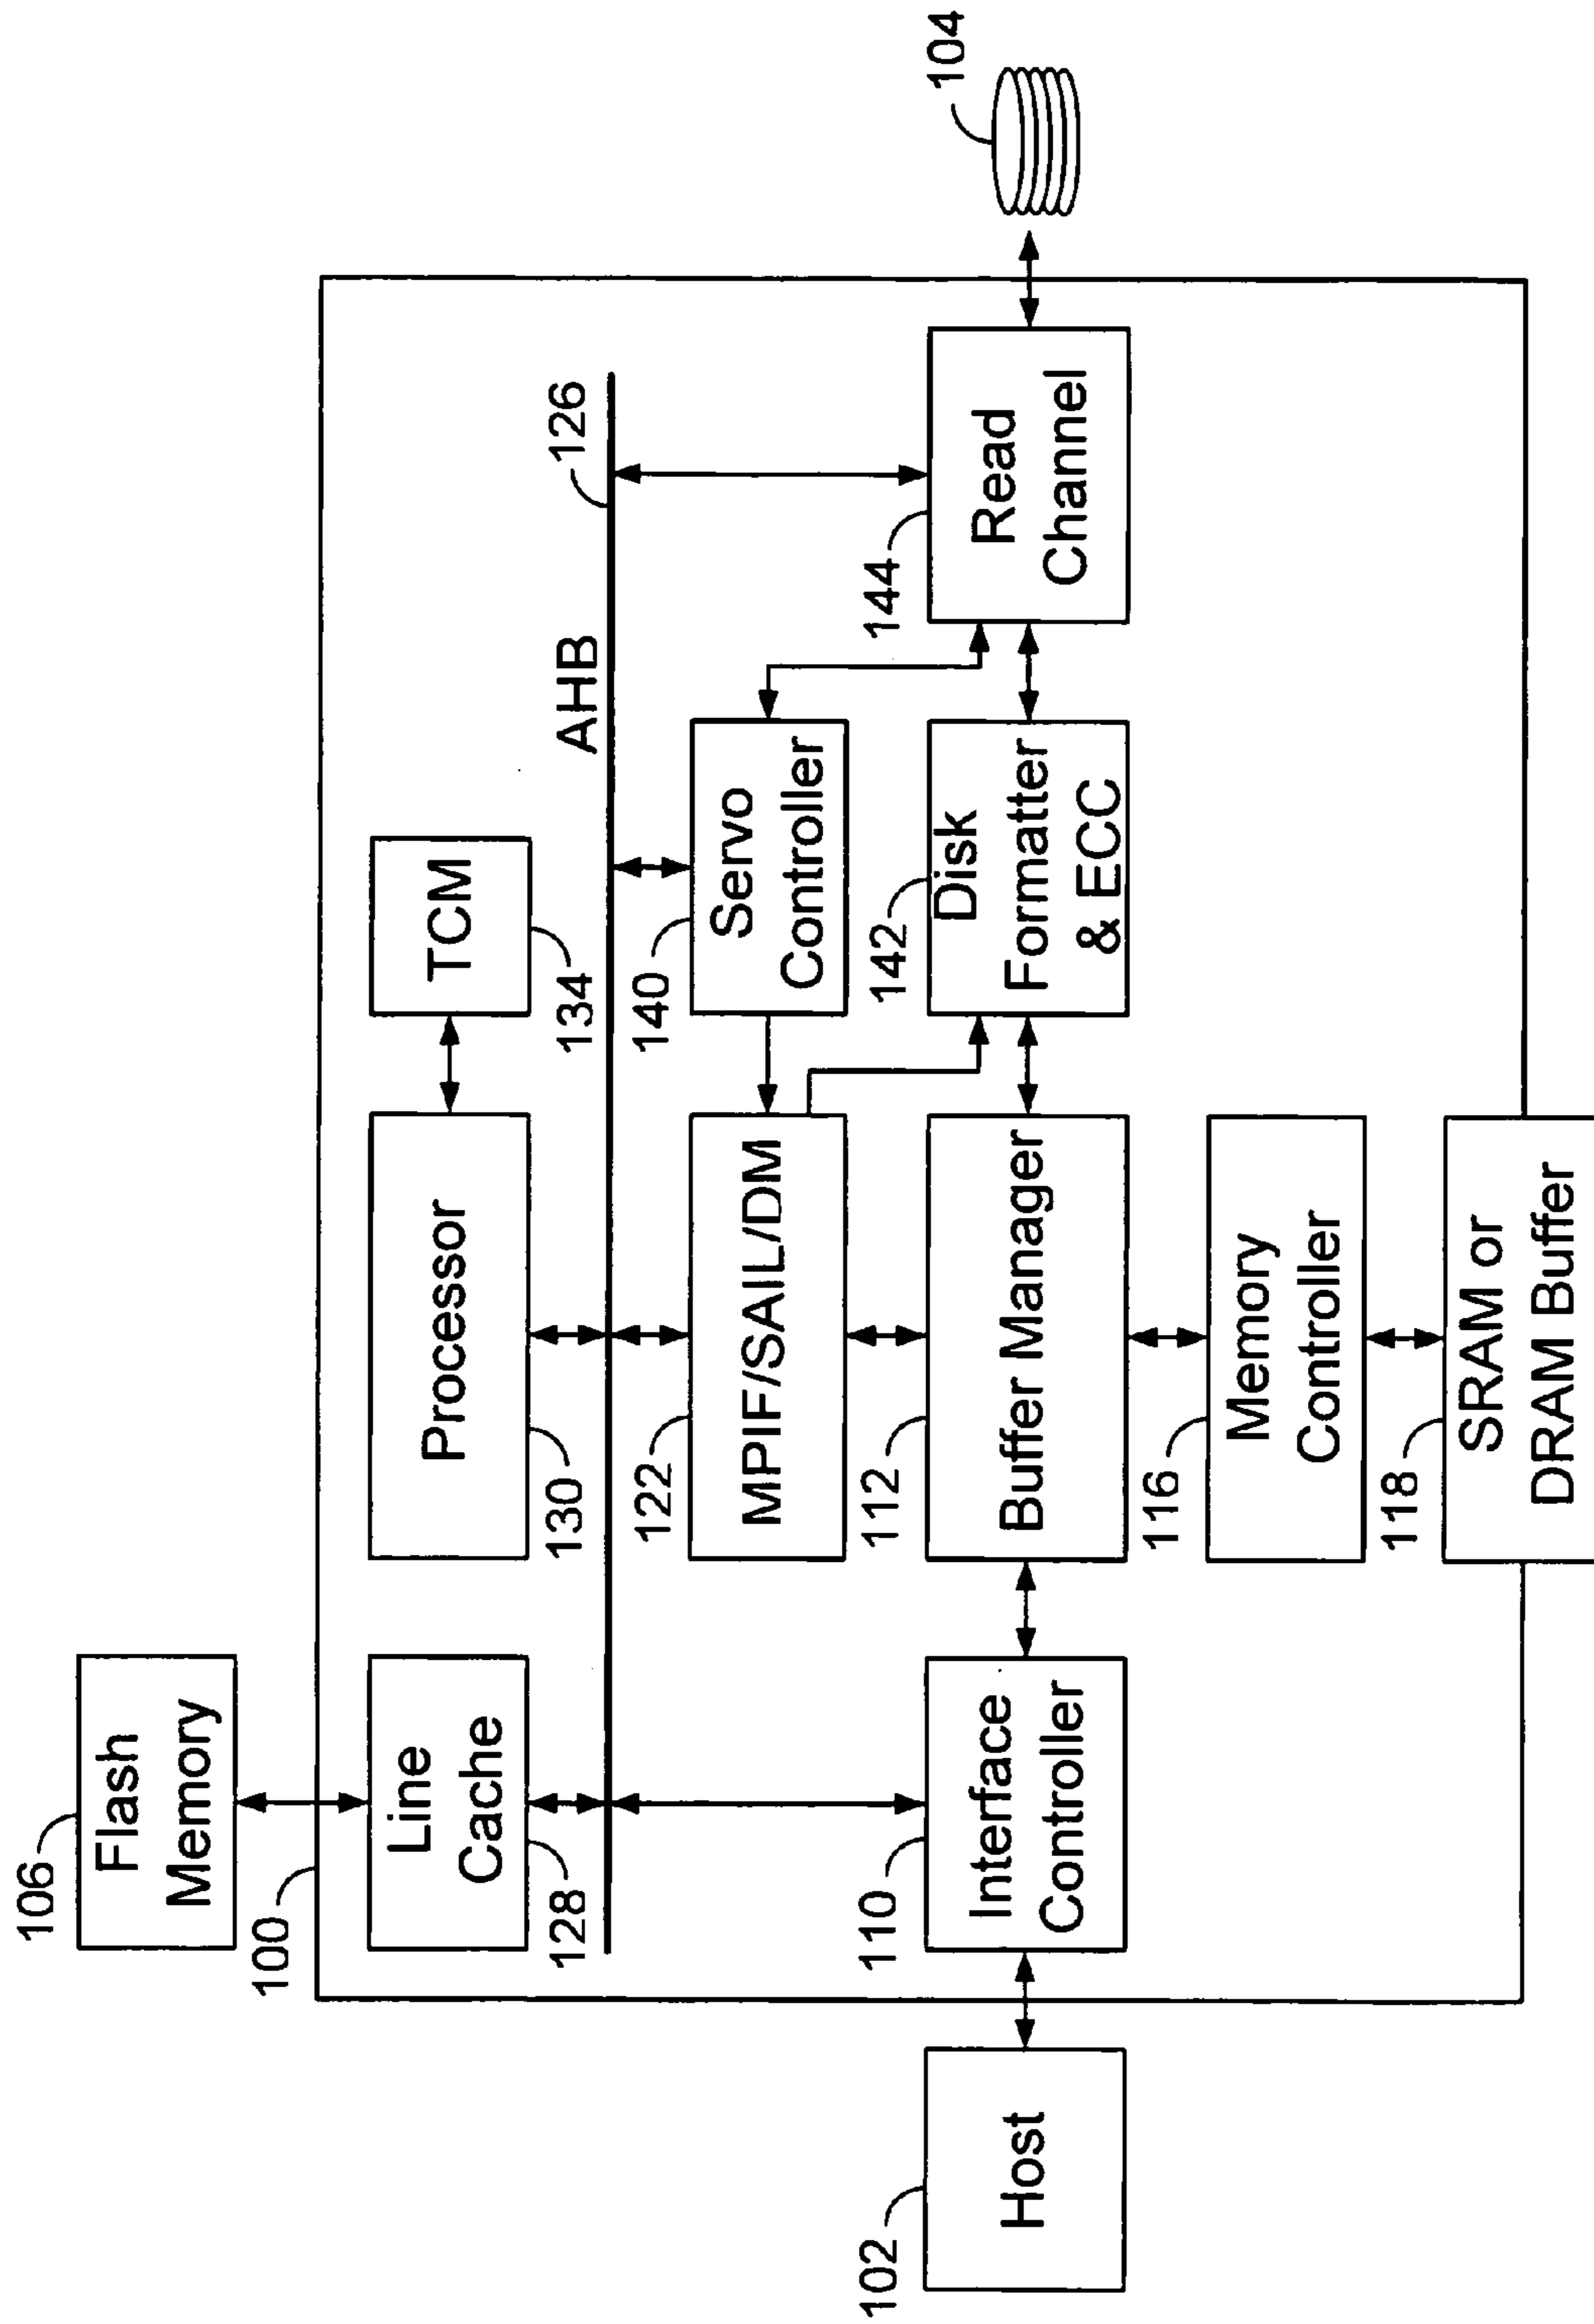 106
Flash
Memory
100
Line
Cache
128
Processor
130
TCM
134
AHB
126
104
122
MPIF/SAIL/DM
140
Servo
Controller
102
Host
110
Interface
Controller
112
Buffer Manager
142
Disk
Formatter
& ECC
144
Read
Channel
116
Memory
Controller
118
SRAM or
DRAM Buffer